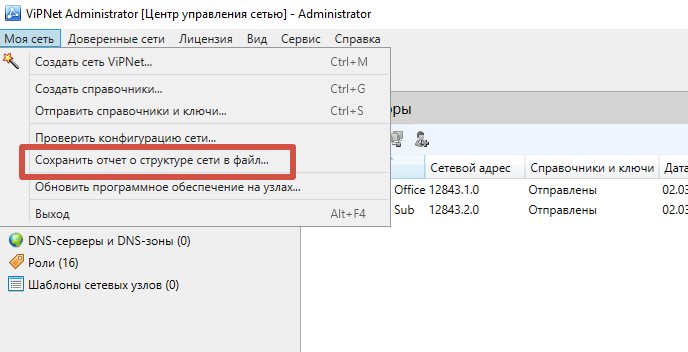 ViPNet Administrator [Центр управления сетью] - Administrator
Моя сеть Доверенные сети Лицензия Вид Сервис Справка
Создать сеть ViPNet... Ctrl+M
Создать справочники... Ctrl+G
Отправить справочники и ключи... Ctrl+S
Проверить конфигурацию сети...
Сохранить отчет о структуре сети в файл...
Обновить программное обеспечение на узлах...
Выход Alt+F4
DNS-серверы и DNS-зоны (0)
Роли (16)
Шаблоны сетевых узлов (0)
оры
Сетевой адрес Справочники и ключи Дата
Office 12843.1.0 Отправлены 02.03
Sub 12843.2.0 Отправлены 02.03